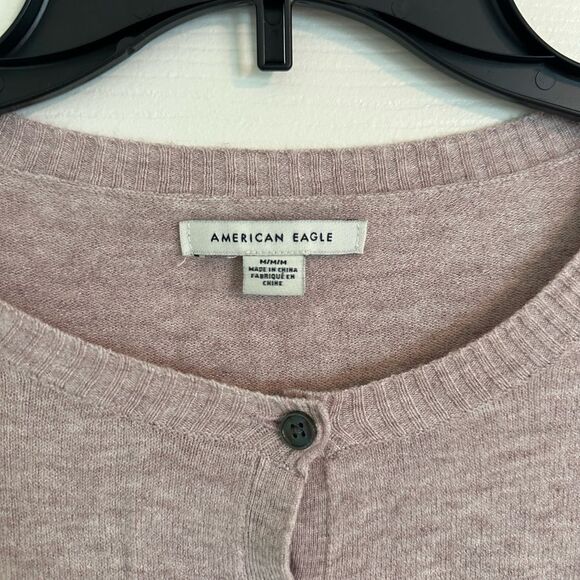 AMERICAN EAGLE
M/M/M
MADE IN CHINA
FABRIQUÉ EN
CHINE